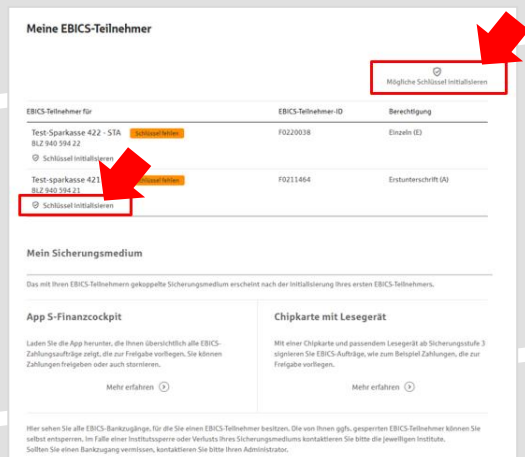 Meine EBICS-Teilnehmer
Mögliche Schlüssel initialisieren
EBICS-Teilnehmer für EBICS-Teilnehmer-ID Berechtigung
Test-Sparkasse 422 - STA Schlüssel fehlen F0220038 Einzeln (E)
BLZ 940 594 22
Schlüssel initialisieren
Test-sparkasse 421 Schlüssel fehlen F0211464 Erstunterschrift (A)
BLZ 940 594 21
Schlüssel initialisieren
Mein Sicherungsmedium
Das mit Ihren EBICS-Teilnehmern gekoppelte Sicherungsmedium erscheint nach der Initialisierung Ihres ersten EBICS-Teilnehmers.
App S-Finanzcockpit
Laden Sie die App herunter, die Ihnen übersichtlich alle EBICS-
Zahlungsaufträge zeigt, die zur Freigabe vorliegen. Sie können
Zahlungen freigeben oder auch stornieren.
Mehr erfahren
Chipkarte mit Lesegerät
Mit einer Chipkarte und passendem Lesegerät ab Sicherungsstufe 3
signieren Sie EBICS-Aufträge, wie zum Beispiel Zahlungen, die zur
Freigabe vorliegen.
Mehr erfahren
Hier sehen Sie alle EBICS-Bankzugänge, für die Sie einen EBICS-Teilnehmer besitzen. Die von Ihnen ggfs. gesperrten EBICS-Teilnehmer können Sie
selbst entsperren. Im Falle einer Institutssperre oder Verlusts Ihres Sicherungsmediums kontaktieren Sie bitte die jeweiligen Institute.
Sollten Sie einen Bankzugang vermissen, kontaktieren Sie bitte Ihren Administrator.